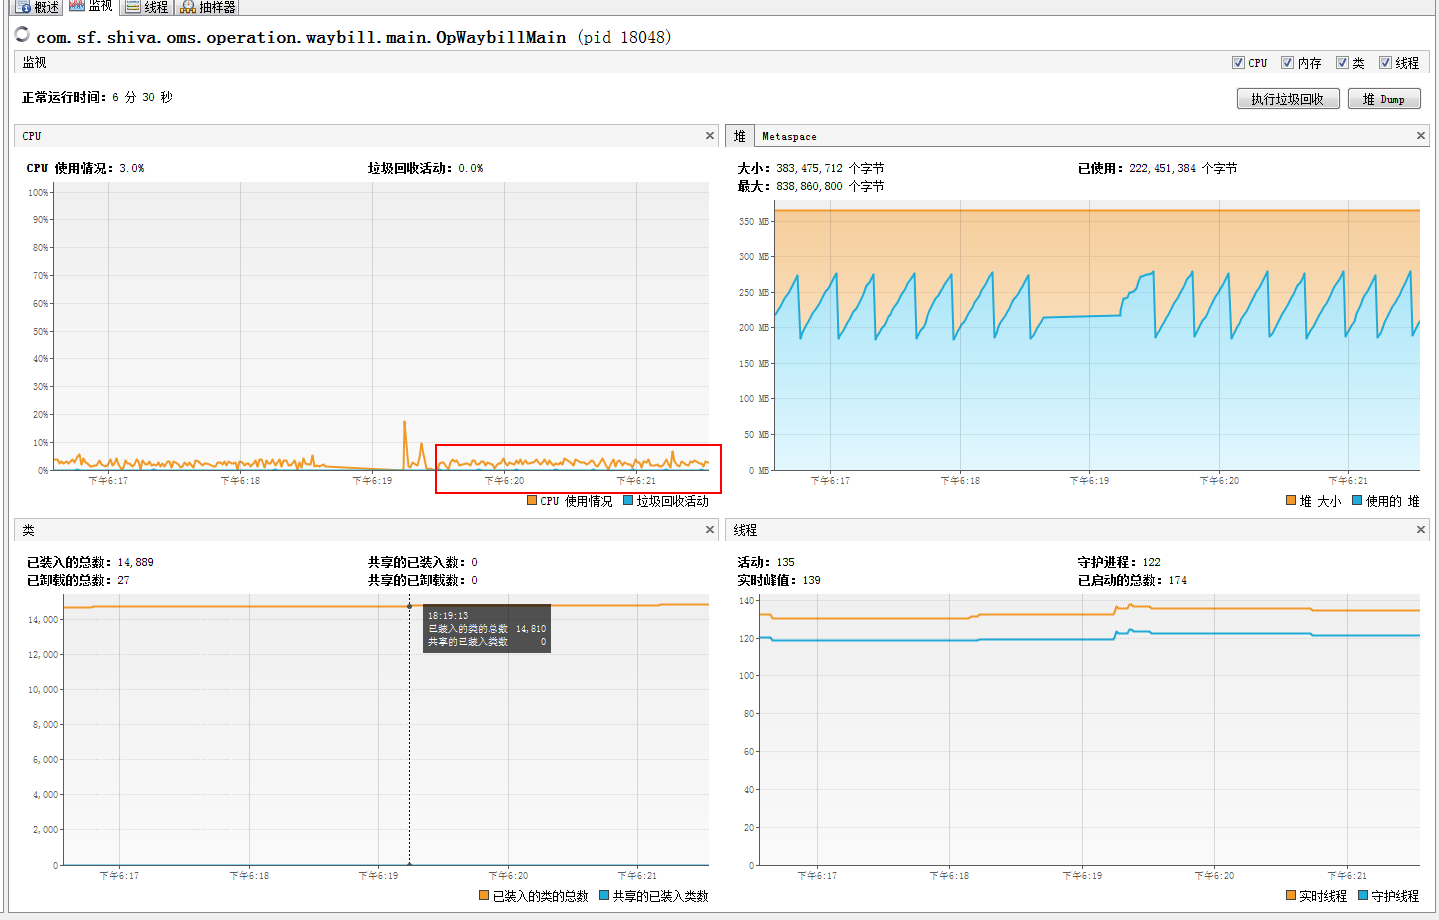 概述 监视 线程 抽样器
com.sf.shiva.oms.operation.waybill.main.OpWaybillMain (pid 18048)
监视
CPU 内存 类 线程
正常运行时间: 6 分 30 秒
执行垃圾回收 堆 Dump
CPU
CPU 使用情况: 3.0% 垃圾回收活动: 0.0%
100%
90%
80%
70%
60%
50%
40%
30%
20%
10%
0%
下午6:17 下午6:18 下午6:19 下午6:20 下午6:21
CPU 使用情况 垃圾回收活动
堆 Metaspace
大小: 383,475,712 个字节 已使用: 222,451,384 个字节
最大: 838,860,800 个字节
350 MB
300 MB
250 MB
200 MB
150 MB
100 MB
50 MB
0 MB
下午6:17 下午6:18 下午6:19 下午6:20 下午6:21
堆 大小 使用的 堆
类
已装入的总数: 14,889 共享的已装入数: 0
已卸载的总数: 27 共享的已卸载数: 0
14,000
12,000
10,000
8,000
6,000
4,000
2,000
0
18:19:13
已装入的类的总数 14,810
共享的已装入类数 0
下午6:17 下午6:18 下午6:19 下午6:20 下午6:21
已装入的类的总数 共享的已装入类数
线程
活动: 135 守护进程: 122
实时峰值: 139 已启动的总数: 174
140
120
100
80
60
40
20
0
下午6:17 下午6:18 下午6:19 下午6:20 下午6:21
实时线程 守护线程